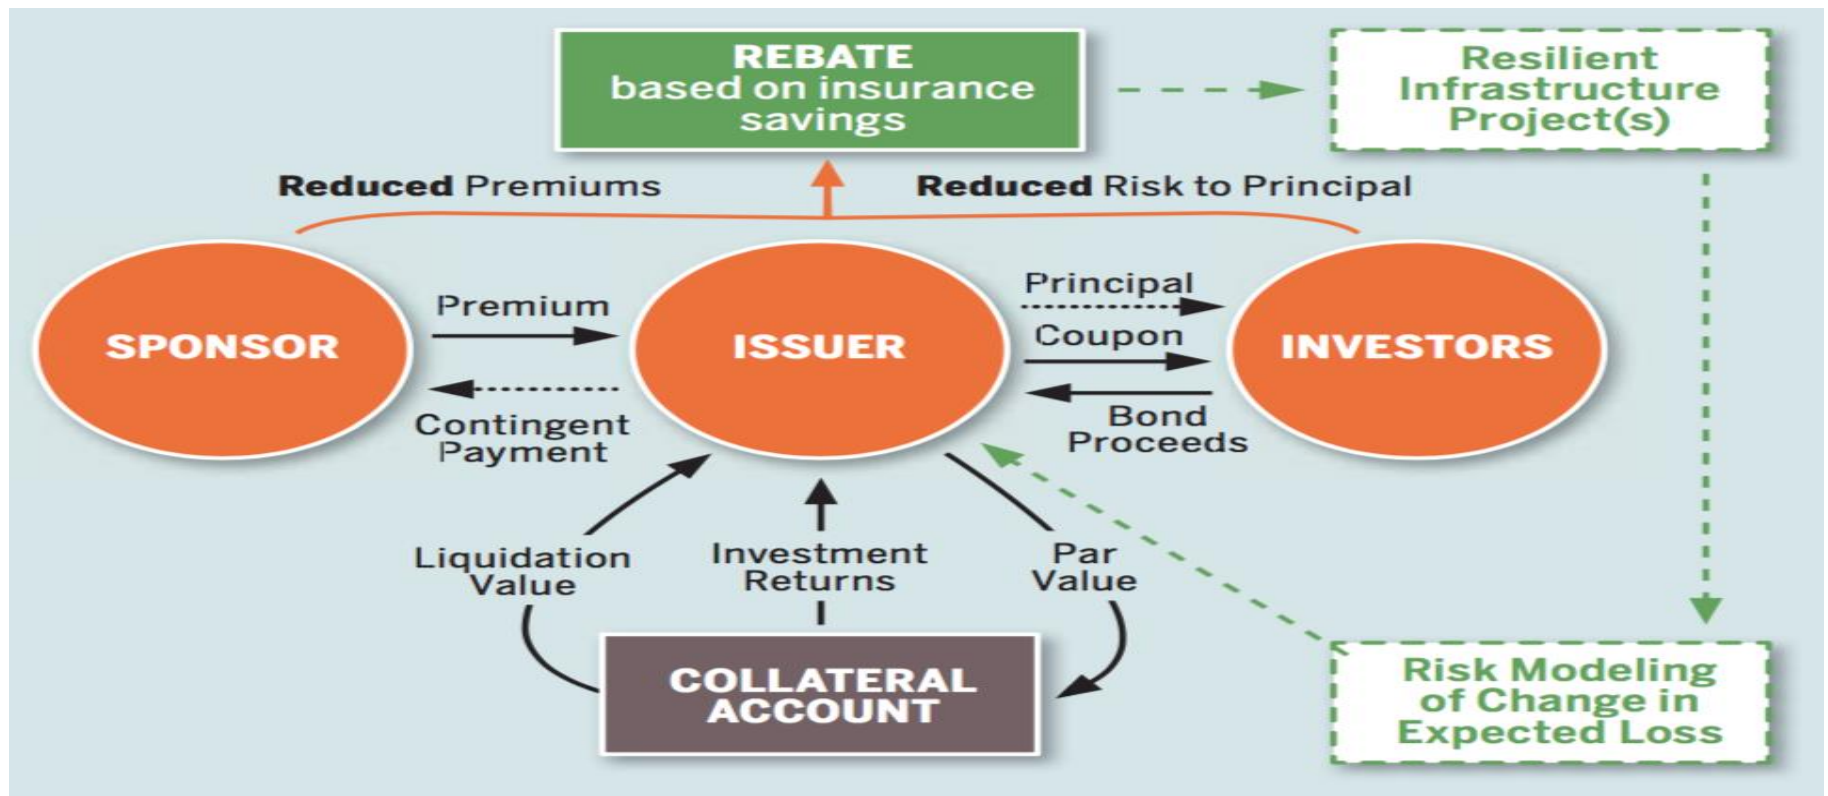 REBATE
based on insurance
savings
Resilient
Infrastructure
Project(s)
Reduced Premiums
Reduced Risk to Principal
SPONSOR
Premium
Contingent
Payment
ISSUER
Principal
Coupon
Bond
Proceeds
INVESTORS
Liquidation
Value
Investment
Returns
Par
Value
COLLATERAL
ACCOUNT
Risk Modeling
of Change in
Expected Loss